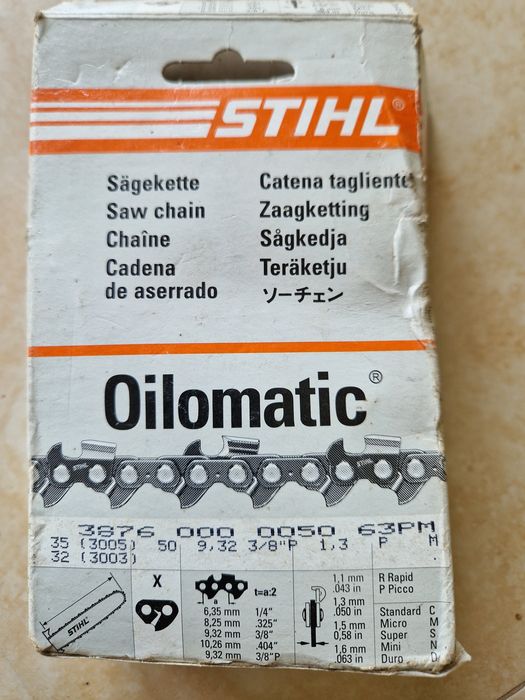 STIHL®
Sägekette Catena tagliente
Saw chain Zaagketting
Chaîne Sågkedja
Cadena Teräketju
de aserrado ソーチェン
Oilomatic®
STIHL STIHL
3876 000 0050 63PM
35 (3005) 50 9,32 3/8"P 1,3 P M
32 (3003)
STIHL
X
a t=a:2
6,35 mm 1/4"
8,25 mm .325"
9,32 mm 3/8"
10,26 mm .404"
9,32 mm 3/8"P
1,1 mm
.043 in
1,3 mm
.050 in
1,5 mm
0,58 in
1,6 mm
.063 in
R Rapid
P Picco
Standard C
Micro M
Super S
Mini N
Duro D